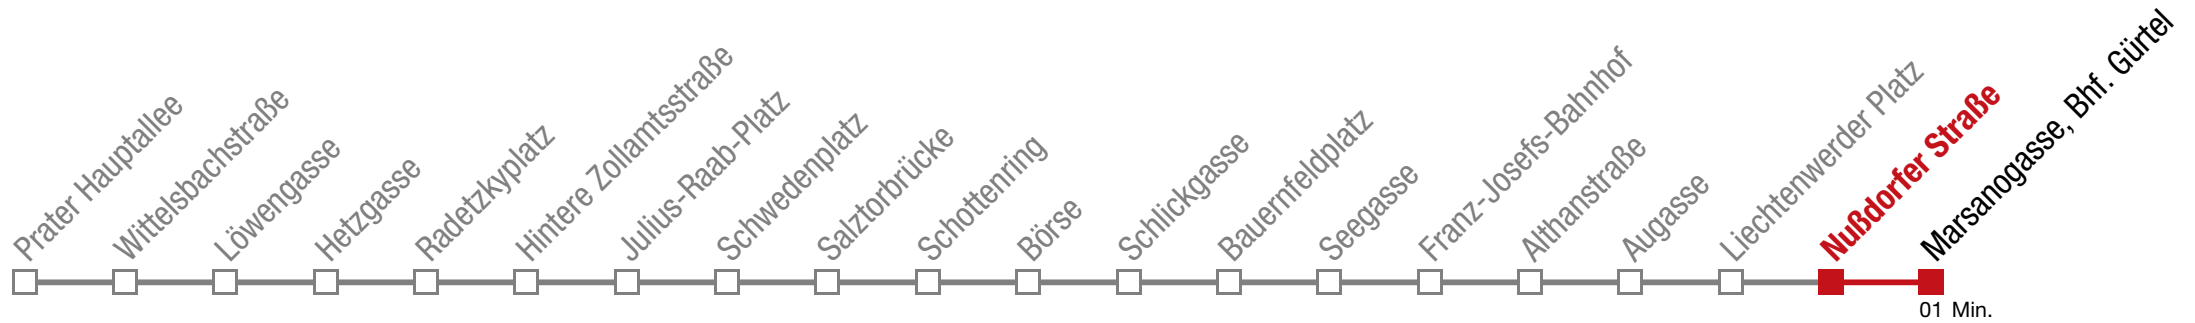 Prater Hauptallee
Wittelsbachstraße
Löwengasse
Hetzgasse
Radetzkyplatz
Hintere Zollamtsstraße
Julius-Raab-Platz
Schwedenplatz
Salztorbrücke
Schottenring
Börse
Schlickgasse
Bauernfeldplatz
Seegasse
Franz-Josefs-Bahnhof
Althanstraße
Augasse
Liechtenwerder Platz
Nußdorfer Straße
Marsanogasse, Bhf. Gürtel
01 Min.